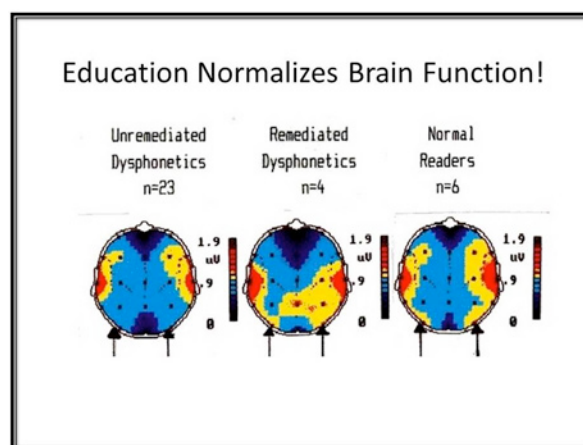 Education Normalizes Brain Function!
Unremediated
Dysphonetics
n=23
Remediated
Dysphonetics
n=4
Normal
Readers
n=6
1.9
uV
.9
0
1.9
uV
.9
0
1.9
uV
.9
0